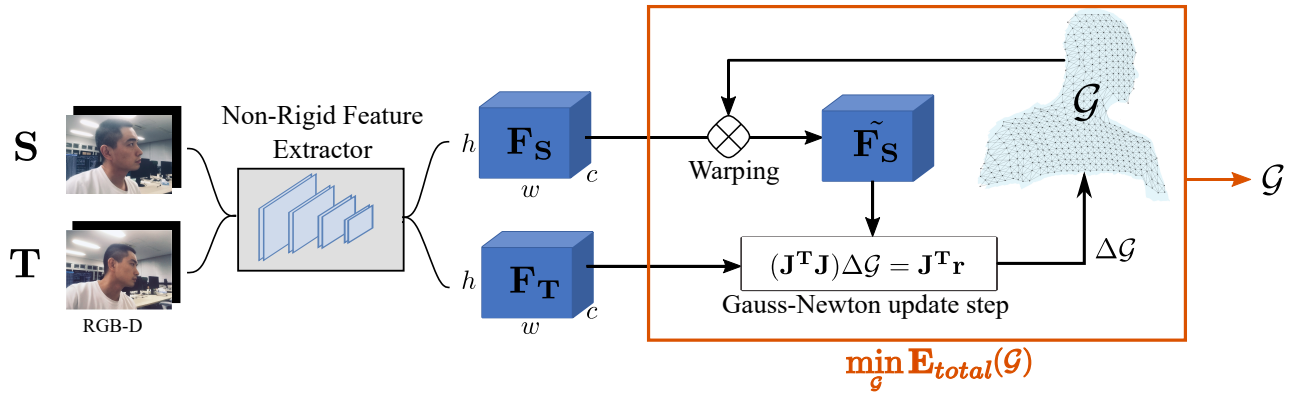 S
T
RGB-D
Non-Rigid Feature
Extractor
h
F_S
w
c
h
F_T
w
c
Warping
F̃_S
(J^T J)Δ𝒢 = J^T r
Gauss-Newton update step
𝒢
Δ𝒢
min_𝒢 E_total(𝒢)
𝒢